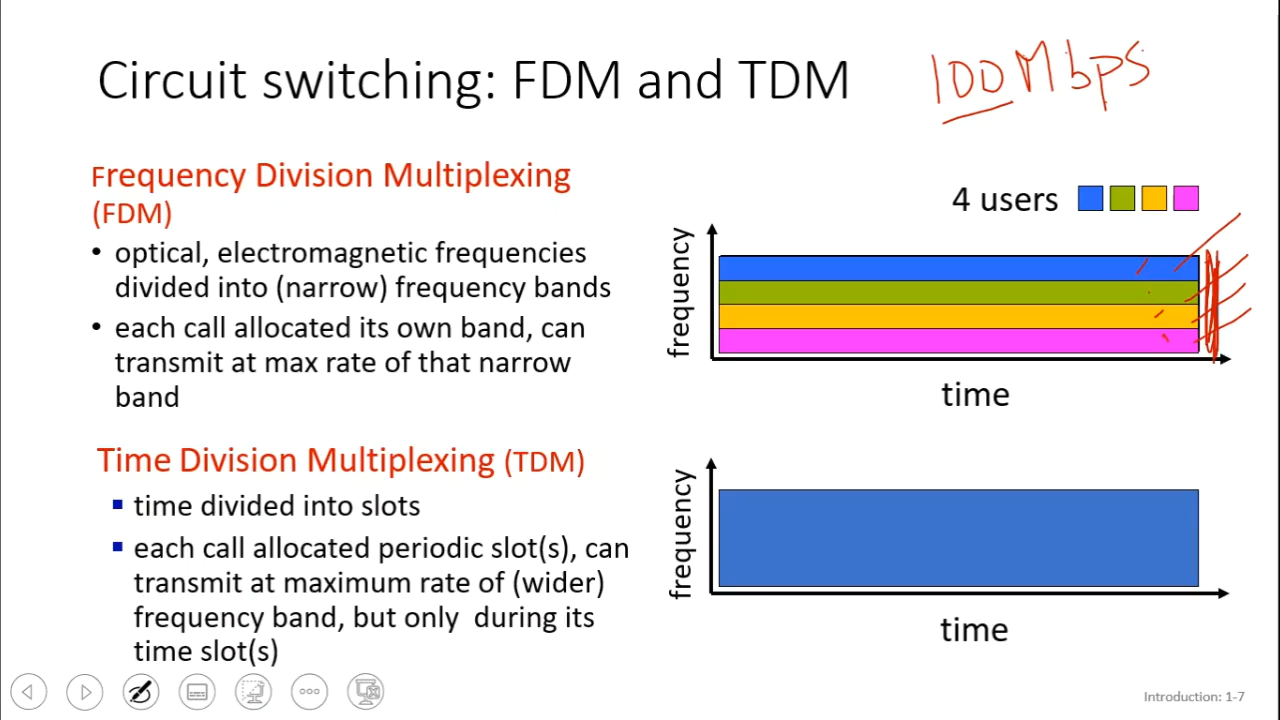 Circuit switching: FDM and TDM
100Mbps
Frequency Division Multiplexing
(FDM)
• optical, electromagnetic frequencies
divided into (narrow) frequency bands
• each call allocated its own band, can
transmit at max rate of that narrow
band
4 users
frequency
time
Time Division Multiplexing (TDM)
▪ time divided into slots
▪ each call allocated periodic slot(s), can
transmit at maximum rate of (wider)
frequency band, but only during its
time slot(s)
frequency
time
Introduction: 1-7